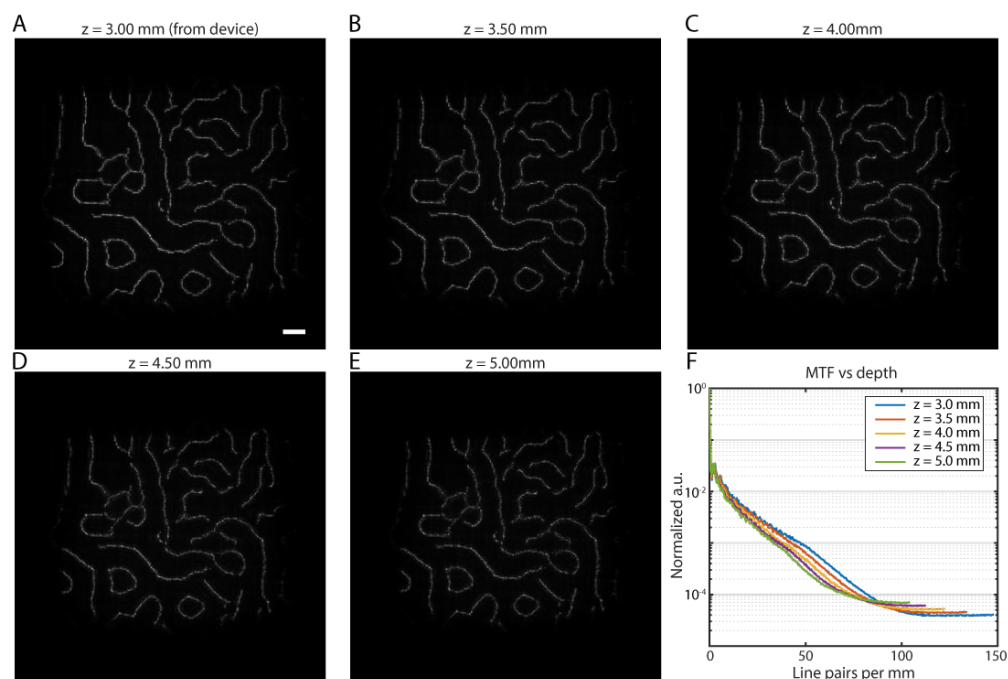 A
z = 3.00 mm (from device)
B
z = 3.50 mm
C
z = 4.00mm
D
z = 4.50 mm
E
z = 5.00mm
F
MTF vs depth
z = 3.0 mm
z = 3.5 mm
z = 4.0 mm
z = 4.5 mm
z = 5.0 mm
Normalized a.u.
10^0
10^-2
10^-4
0 50 100 150
Line pairs per mm